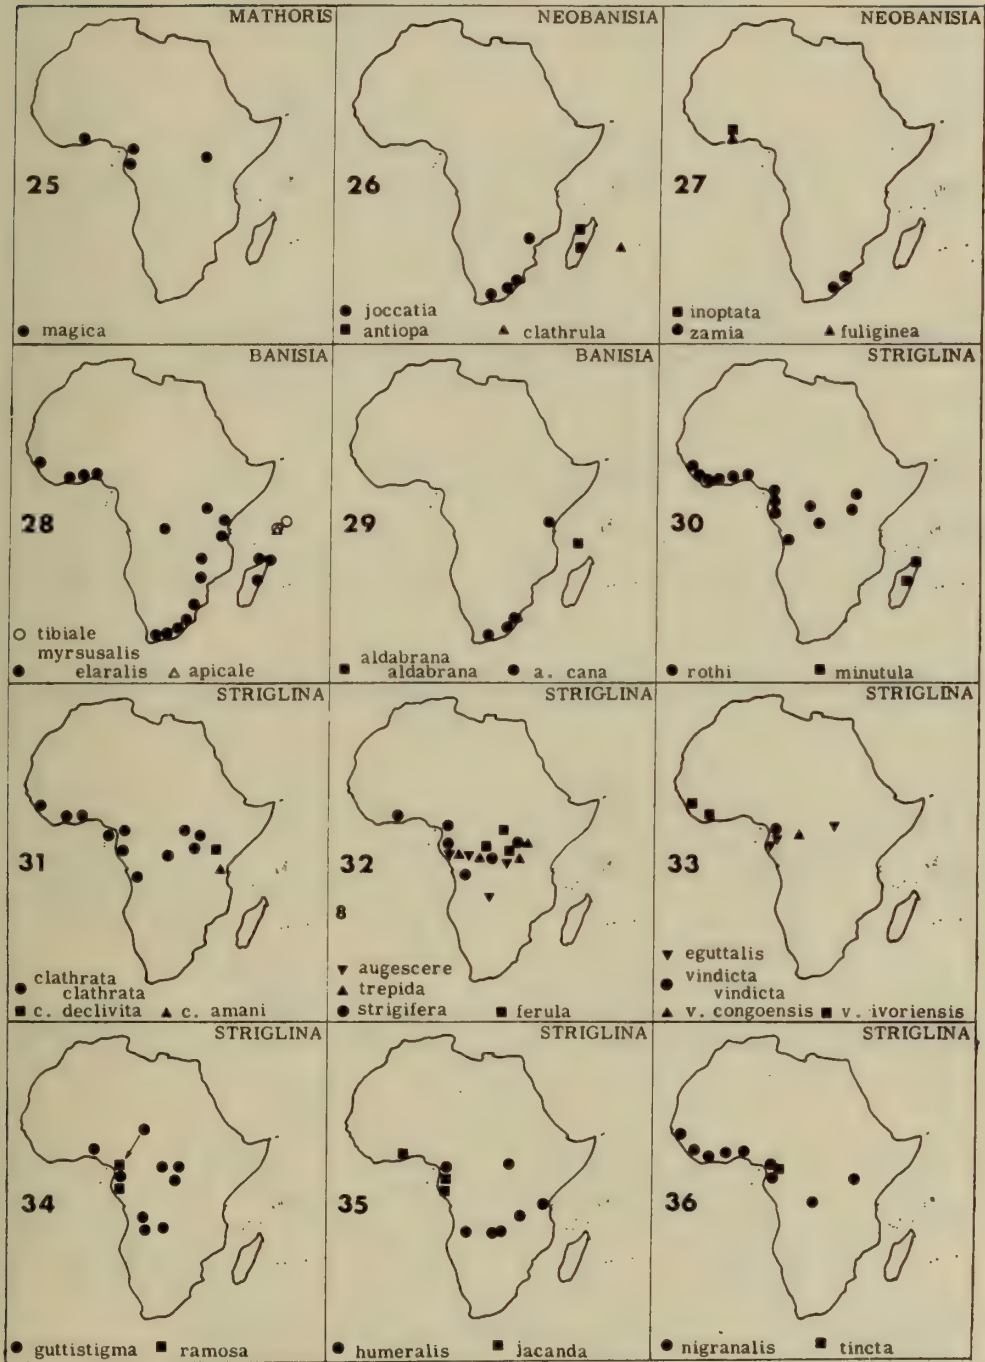 MATHORIS
25
magica
NEOBANISIA
26
joccatia
antiopa clathrula
NEOBANISIA
27
inoptata
zamia fuliginea
BANISIA
28
tibiale
myrsusalis
elaralis apicale
BANISIA
29
aldabrana
aldabrana a. cana
STRIGLINA
30
rothi minutula
STRIGLINA
31
clathrata
clathrata
c. declivita c. amani
STRIGLINA
32
8
augescere
trepida
strigifera ferula
STRIGLINA
33
eguttalis
vindicta
vindicta
v. congoensis v. ivoriensis
STRIGLINA
34
guttistigma ramosa
STRIGLINA
35
humeralis jacanda
STRIGLINA
36
nigranalis tincta